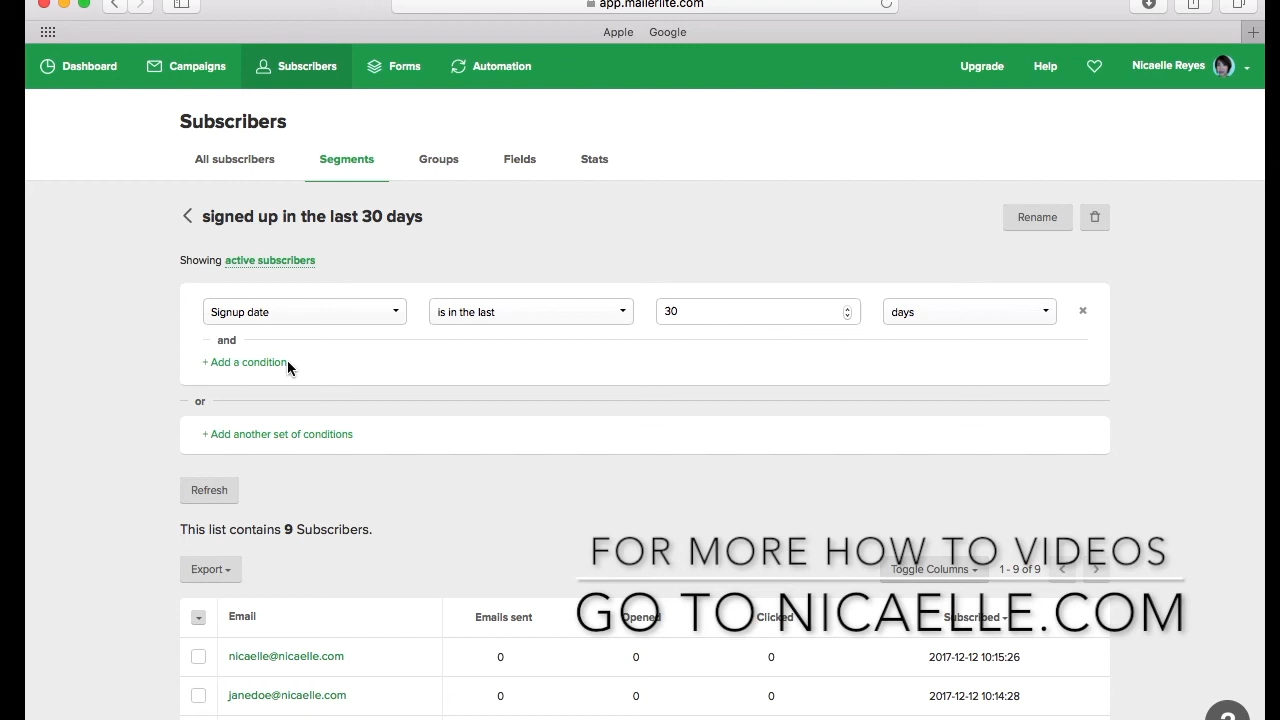 app.mailerlite.com
Apple Google
Dashboard Campaigns Subscribers Forms Automation Upgrade Help Nicaelle Reyes
Subscribers
All subscribers Segments Groups Fields Stats
signed up in the last 30 days Rename
Showing active subscribers
Signup date is in the last 30 days
and
+ Add a condition
or
+ Add another set of conditions
Refresh
This list contains 9 Subscribers.
FOR MORE HOW TO VIDEOS
Export Toggle Columns 1 - 9 of 9
GO TO NICAELLE.COM
Email Emails sent Opened Clicked Subscribed
nicaelle@nicaelle.com 0 0 0 2017-12-12 10:15:26
janedoe@nicaelle.com 0 0 0 2017-12-12 10:14:28
?